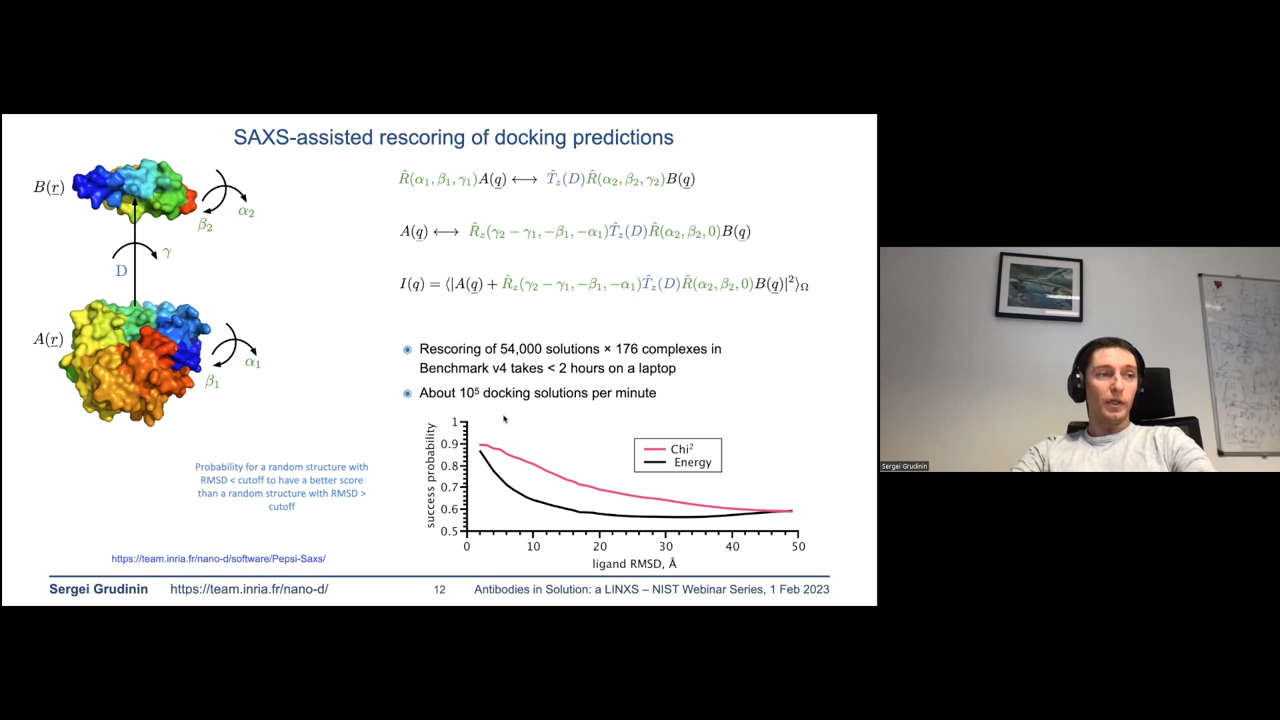 SAXS-assisted rescoring of docking predictions
B(r)
β₂
α₂
γ
D
A(r)
β₁
α₁
R̂(α₁, β₁, γ₁)A(q) ⟷ T̂z(D)R̂(α₂, β₂, γ₂)B(q)
A(q) ⟷ R̂z(γ₂ − γ₁, −β₁, −α₁)T̂z(D)R̂(α₂, β₂, 0)B(q)
I(q) = ⟨|A(q) + R̂z(γ₂ − γ₁, −β₁, −α₁)T̂z(D)R̂(α₂, β₂, 0)B(q)|²⟩Ω
Rescoring of 54,000 solutions × 176 complexes in
Benchmark v4 takes < 2 hours on a laptop
About 10⁵ docking solutions per minute
success probability
1
0.9
0.8
0.7
0.6
0.5
Chi²
Energy
0 10 20 30 40 50
ligand RMSD, Å
Probability for a random structure with
RMSD < cutoff to have a better score
than a random structure with RMSD >
cutoff
https://team.inria.fr/nano-d/software/Pepsi-Saxs/
Sergei Grudinin https://team.inria.fr/nano-d/ 12 Antibodies in Solution: a LINXS – NIST Webinar Series, 1 Feb 2023
Sergei Grudinin